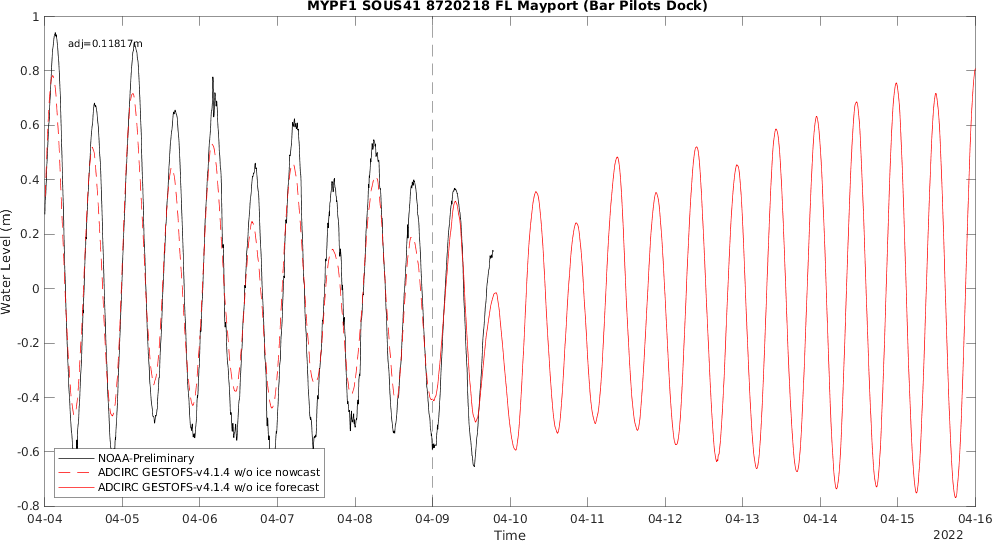 MYPF1 SOUS41 8720218 FL Mayport (Bar Pilots Dock)
adj=0.11817m
1
0.8
0.6
0.4
0.2
0
-0.2
-0.4
-0.6
-0.8
Water Level (m)
NOAA-Preliminary
ADCIRC GESTOFS-v4.1.4 w/o ice nowcast
ADCIRC GESTOFS-v4.1.4 w/o ice forecast
04-04 04-05 04-06 04-07 04-08 04-09 04-10 04-11 04-12 04-13 04-14 04-15 04-16
Time
2022